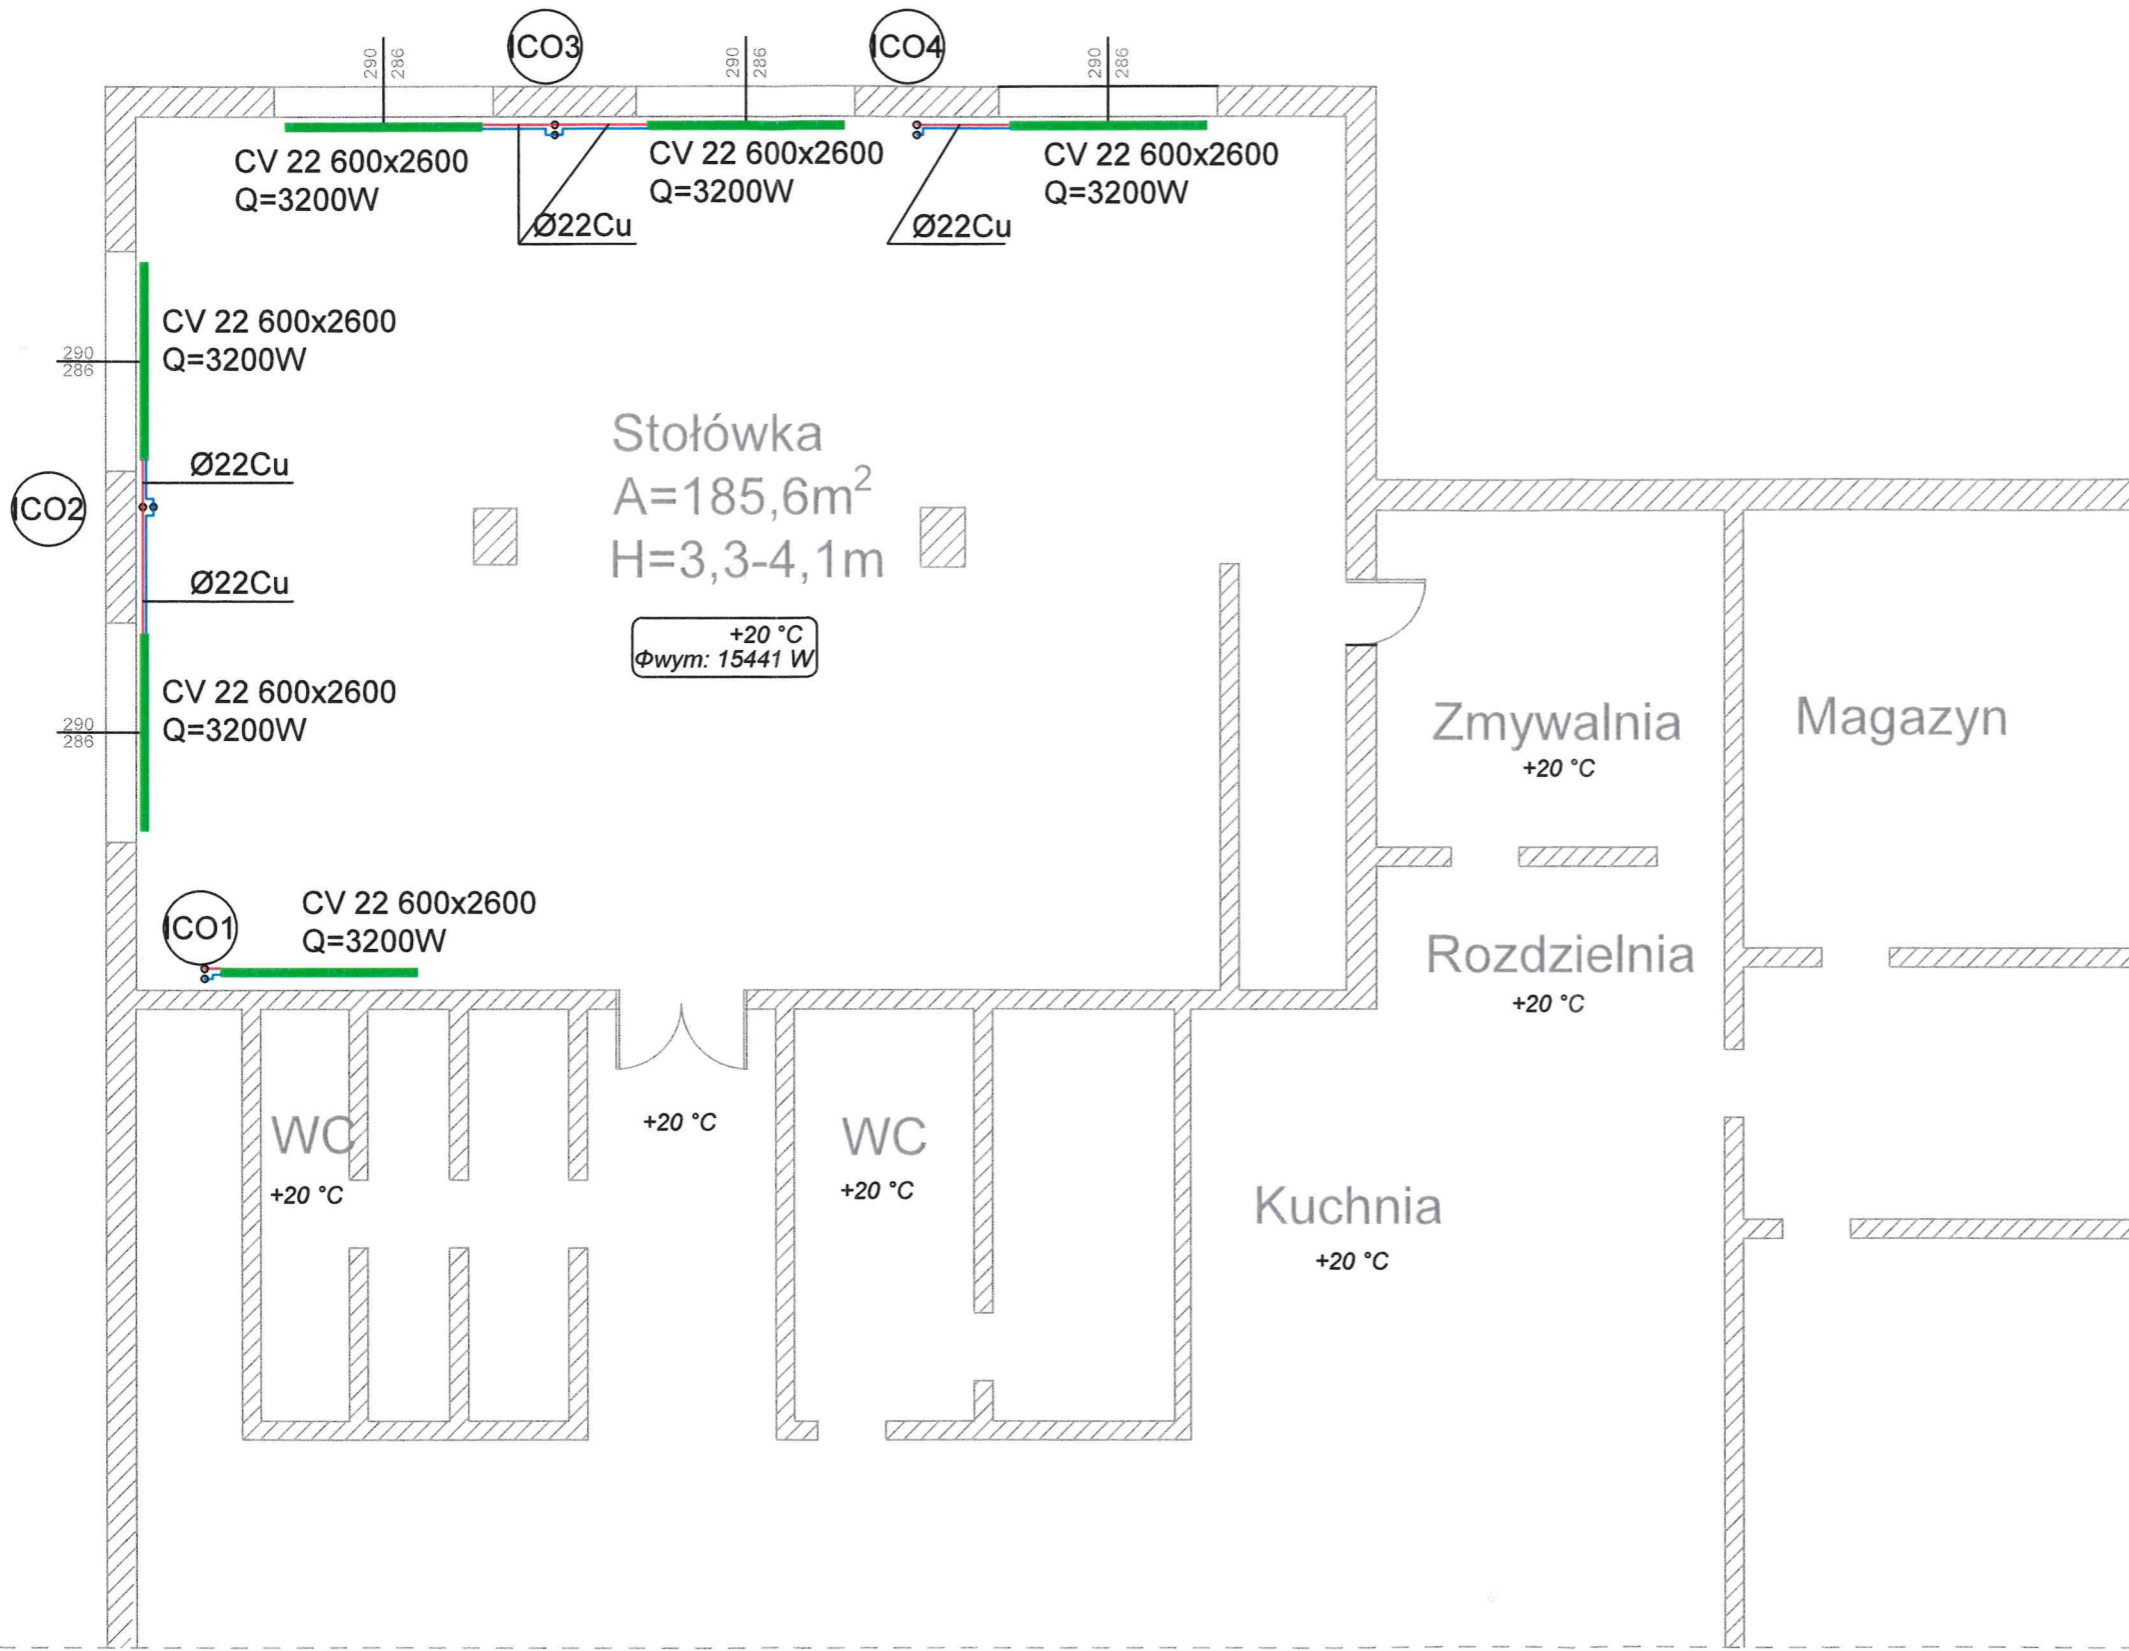 ICO3
ICO4
290
286
290
286
290
286
CV 22 600x2600
Q=3200W
CV 22 600x2600
Q=3200W
CV 22 600x2600
Q=3200W
Ø22Cu
Ø22Cu
CV 22 600x2600
Q=3200W
290
286
Ø22Cu
ICO2
Ø22Cu
Stołówka
A=185,6m²
H=3,3-4,1m
+20 °C
Φwym: 15441 W
CV 22 600x2600
Q=3200W
290
286
Zmywalnia
+20 °C
Magazyn
ICO1
CV 22 600x2600
Q=3200W
Rozdzielnia
+20 °C
WC
+20 °C
+20 °C
WC
+20 °C
Kuchnia
+20 °C